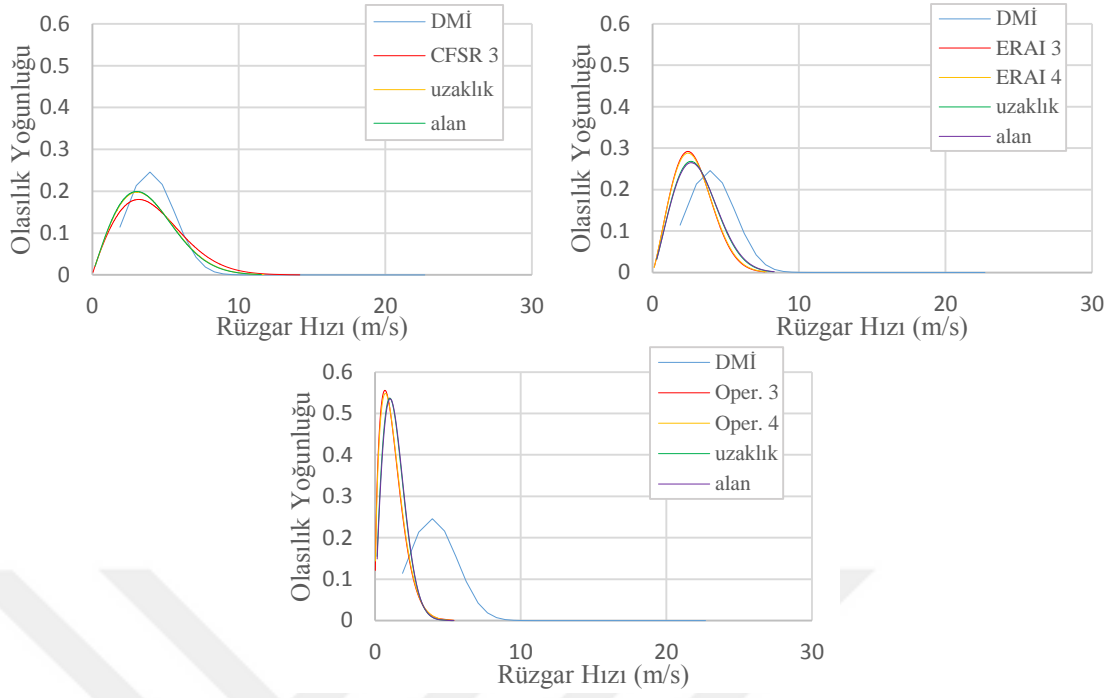 Olasılık Yoğunluğu
0.6
0.5
0.4
0.3
0.2
0.1
0
0
10
20
30
Rüzgar Hızı (m/s)
DMİ
CFSR 3
uzaklık
alan
Olasılık Yoğunluğu
0.6
0.5
0.4
0.3
0.2
0.1
0
0
10
20
30
Rüzgar Hızı (m/s)
DMİ
ERAI 3
ERAI 4
uzaklık
alan
Olasılık Yoğunluğu
0.6
0.5
0.4
0.3
0.2
0.1
0
0
10
20
30
Rüzgar Hızı (m/s)
DMİ
Oper. 3
Oper. 4
uzaklık
alan